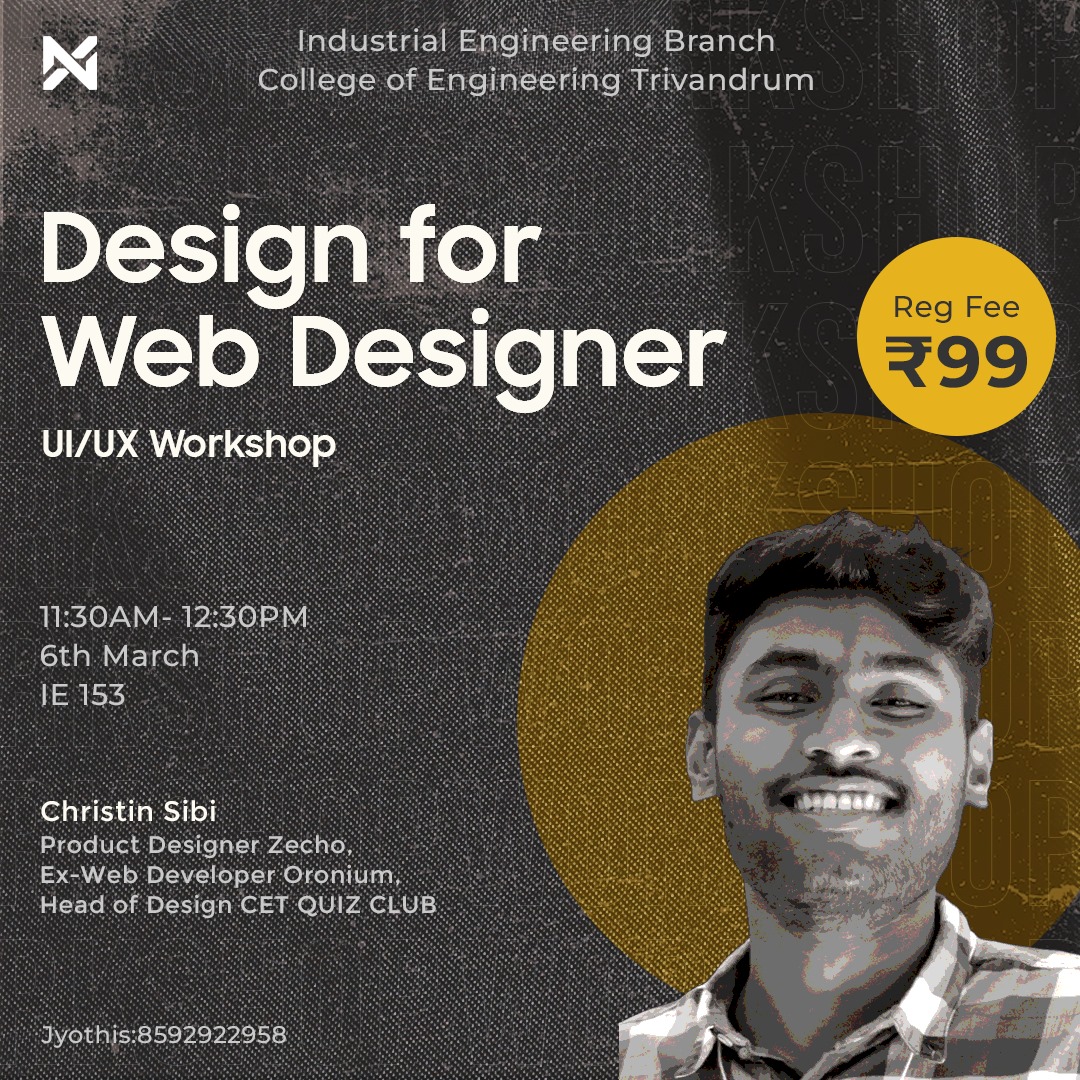 Industrial Engineering Branch
College of Engineering Trivandrum
Design for
Web Designer
UI/UX Workshop
Reg Fee
₹99
11:30AM- 12:30PM
6th March
IE 153
Christin Sibi
Product Designer Zecho,
Ex-Web Developer Oronium,
Head of Design CET QUIZ CLUB
Jyothis:8592922958